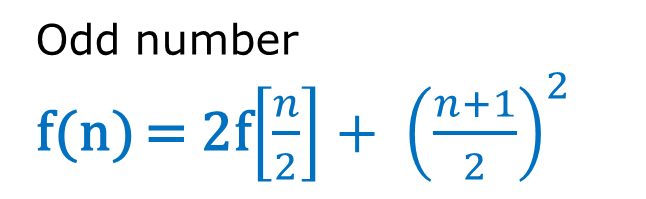 Odd number
f(n) = 2f[n/2] + ((n+1)/2)^2